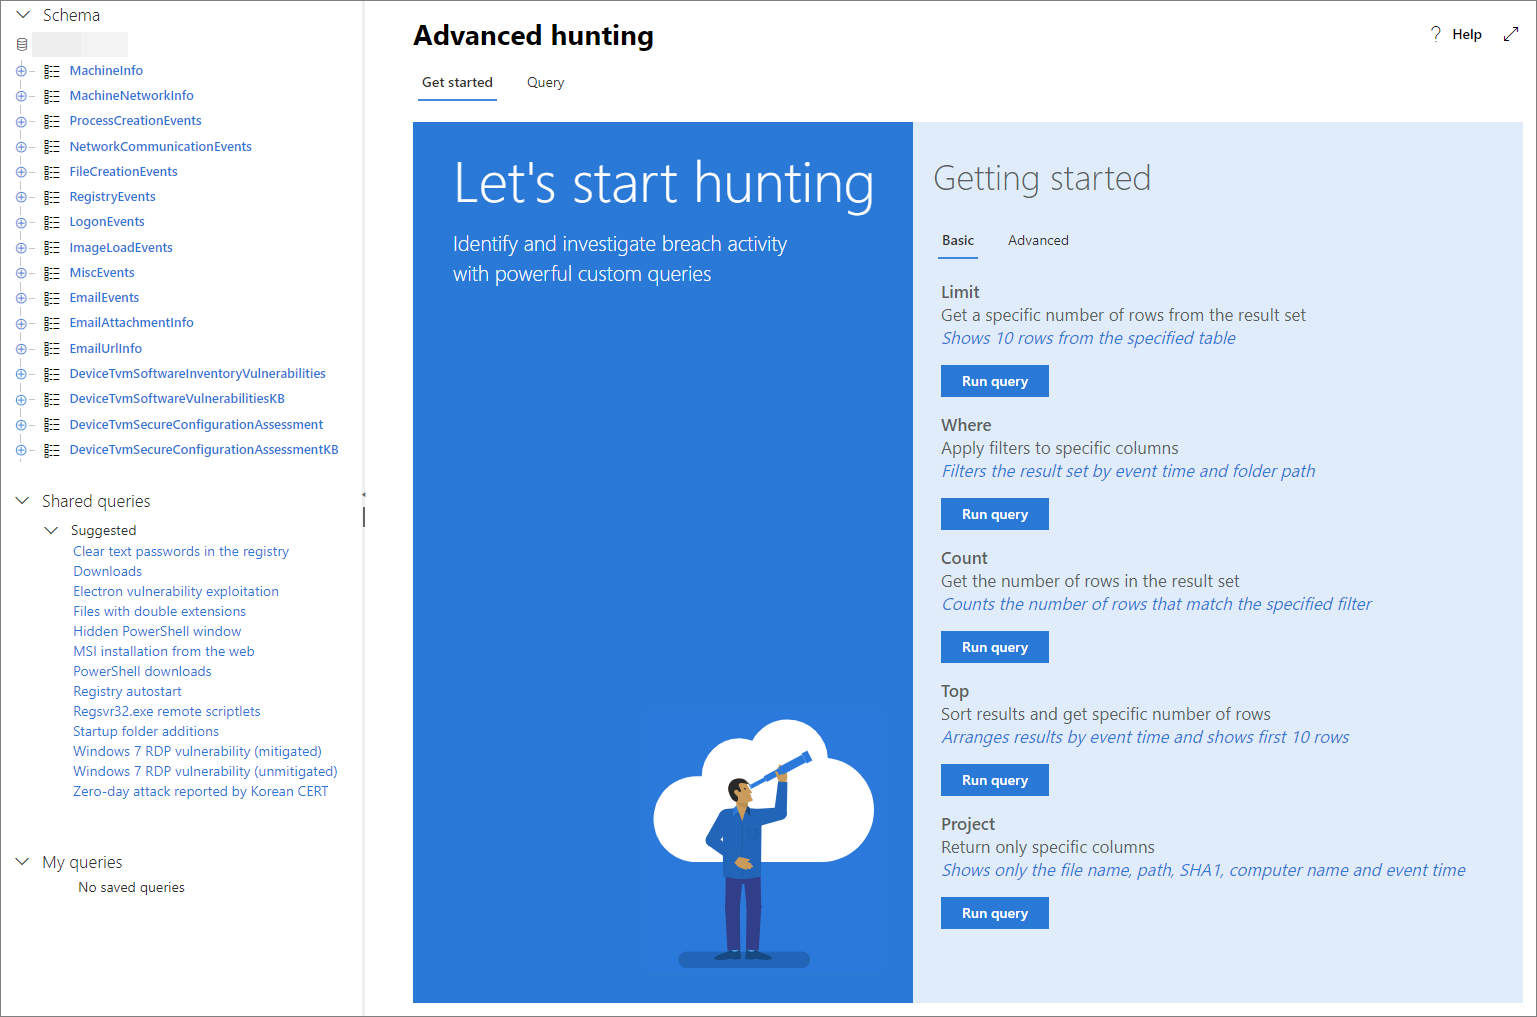 Schema
MachineInfo
MachineNetworkInfo
ProcessCreationEvents
NetworkCommunicationEvents
FileCreationEvents
RegistryEvents
LogonEvents
ImageLoadEvents
MiscEvents
EmailEvents
EmailAttachmentInfo
EmailUrlInfo
DeviceTvmSoftwareInventoryVulnerabilities
DeviceTvmSoftwareVulnerabilitiesKB
DeviceTvmSecureConfigurationAssessment
DeviceTvmSecureConfigurationAssessmentKB
Shared queries
Suggested
Clear text passwords in the registry
Downloads
Electron vulnerability exploitation
Files with double extensions
Hidden PowerShell window
MSI installation from the web
PowerShell downloads
Registry autostart
Regsvr32.exe remote scriptlets
Startup folder additions
Windows 7 RDP vulnerability (mitigated)
Windows 7 RDP vulnerability (unmitigated)
Zero-day attack reported by Korean CERT
My queries
No saved queries
Advanced hunting
? Help
Get started Query
Let's start hunting
Identify and investigate breach activity
with powerful custom queries
Getting started
Basic Advanced
Limit
Get a specific number of rows from the result set
Shows 10 rows from the specified table
Run query
Where
Apply filters to specific columns
Filters the result set by event time and folder path
Run query
Count
Get the number of rows in the result set
Counts the number of rows that match the specified filter
Run query
Top
Sort results and get specific number of rows
Arranges results by event time and shows first 10 rows
Run query
Project
Return only specific columns
Shows only the file name, path, SHA1, computer name and event time
Run query